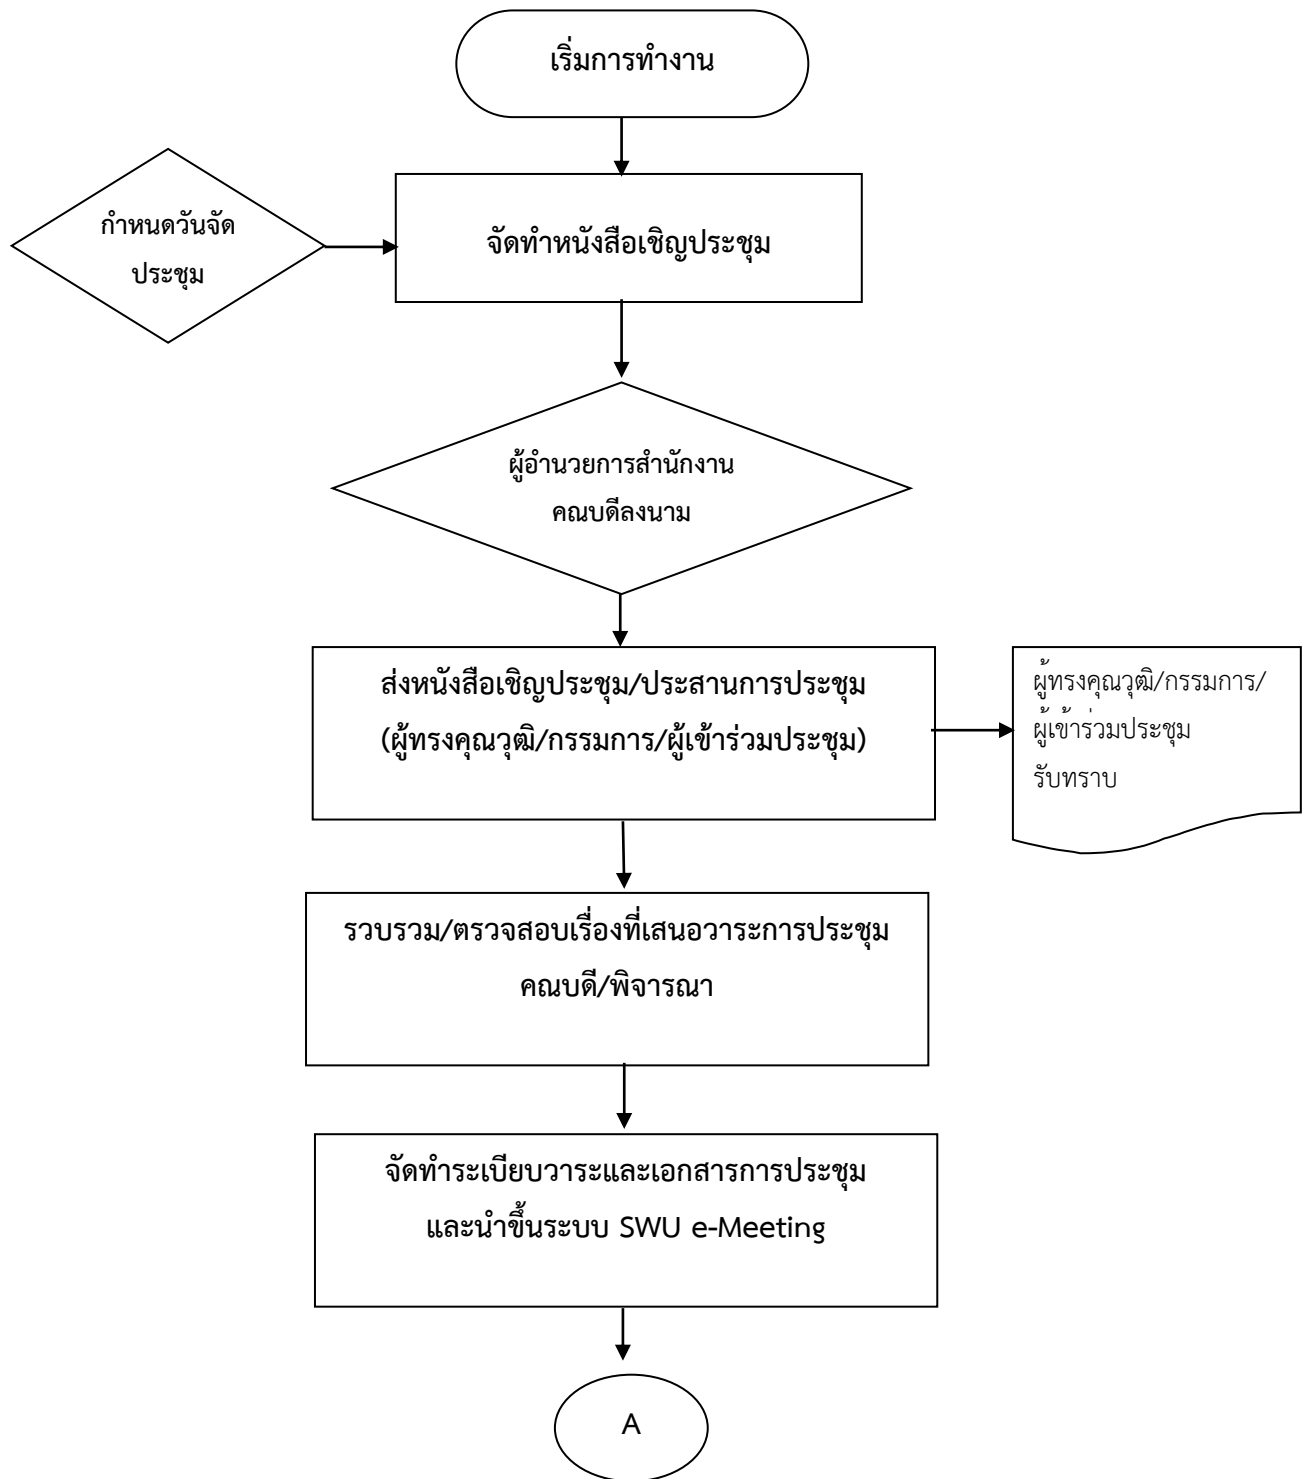 เริ่มการทำงาน
กำหนดวันจัด
ประชุม
จัดทำหนังสือเชิญประชุม
ผู้อำนวยการสำนักงาน
คณบดีลงนาม
ส่งหนังสือเชิญประชุม/ประสานการประชุม
(ผู้ทรงคุณวุฒิ/กรรมการ/ผู้เข้าร่วมประชุม)
ผู้ทรงคุณวุฒิ/กรรมการ/
ผู้เข้าร่วมประชุม
รับทราบ
รวบรวม/ตรวจสอบเรื่องที่เสนอวาระการประชุม
คณบดี/พิจารณา
จัดทำระเบียบวาระและเอกสารการประชุม
และนำขึ้นระบบ SWU e-Meeting
A